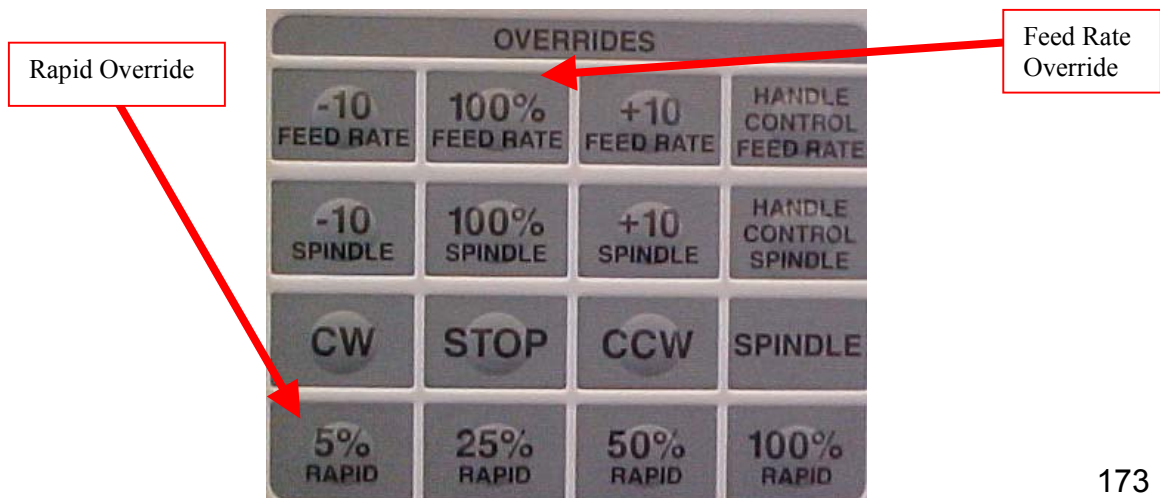 Rapid Override
Feed Rate
Override
OVERRIDES
-10
FEED RATE
100%
FEED RATE
+10
FEED RATE
HANDLE
CONTROL
FEED RATE
-10
SPINDLE
100%
SPINDLE
+10
SPINDLE
HANDLE
CONTROL
SPINDLE
CW
STOP
CCW
SPINDLE
5%
RAPID
25%
RAPID
50%
RAPID
100%
RAPID
173